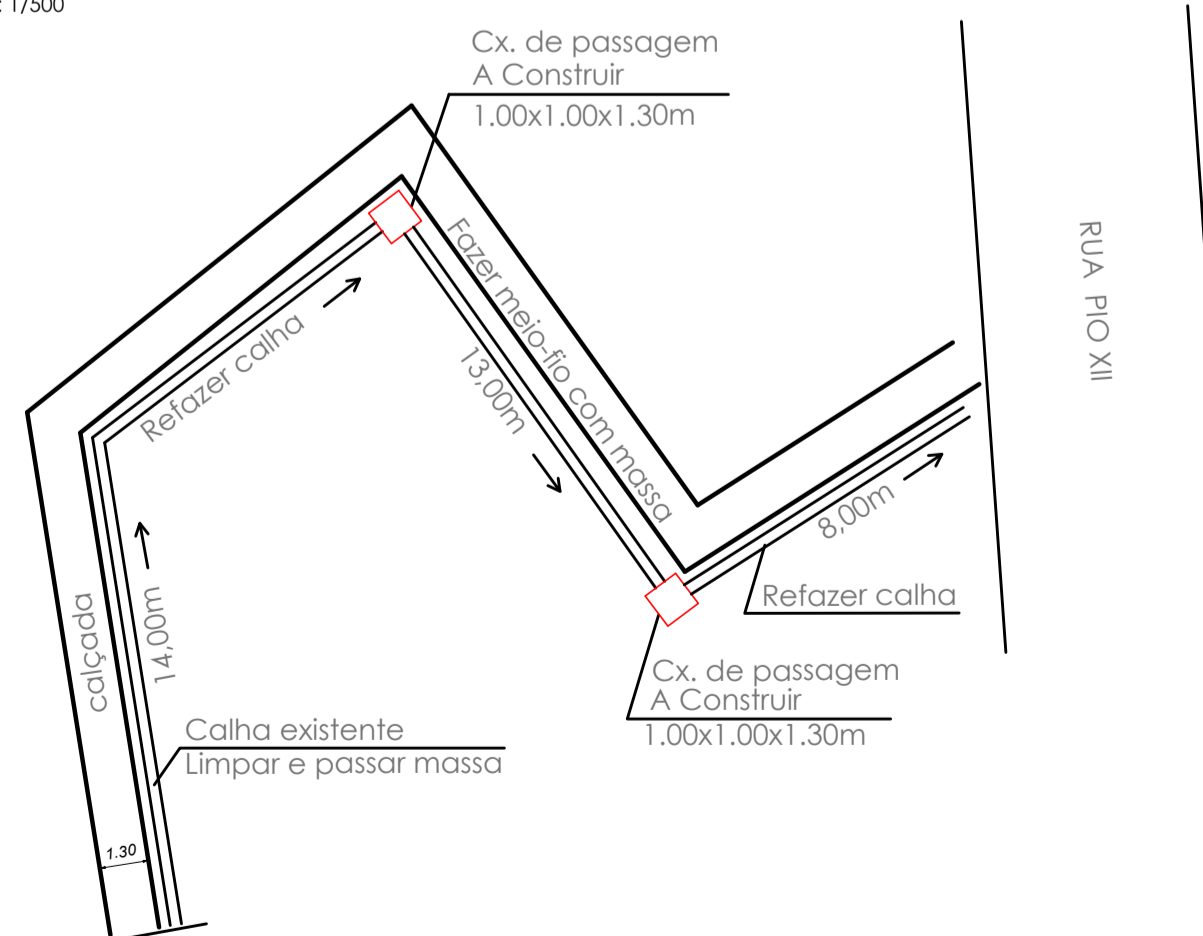 : 1/500
Cx. de passagem
A Construir
1.00x1.00x1.30m
RUA PIO XII
Fazer meio-fio com massa
Refazer calha
13,00m
8,00m
Refazer calha
calçada
14,00m
Cx. de passagem
A Construir
1.00x1.00x1.30m
Calha existente
Limpar e passar massa
1.30